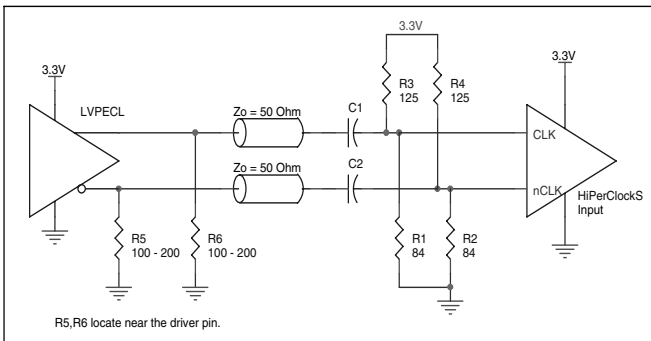 3.3V
3.3V
3.3V
LVPECL
R3
125
R4
125
Zo = 50 Ohm
C1
CLK
Zo = 50 Ohm
C2
nCLK
HiPerClockS
Input
R5
100 - 200
R6
100 - 200
R1
84
R2
84
R5,R6 locate near the driver pin.